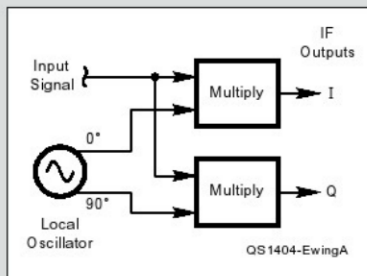 IF
Outputs
Input
Signal
Multiply
I
0°
90°
Multiply
Q
Local
Oscillator
QS1404-EwingA